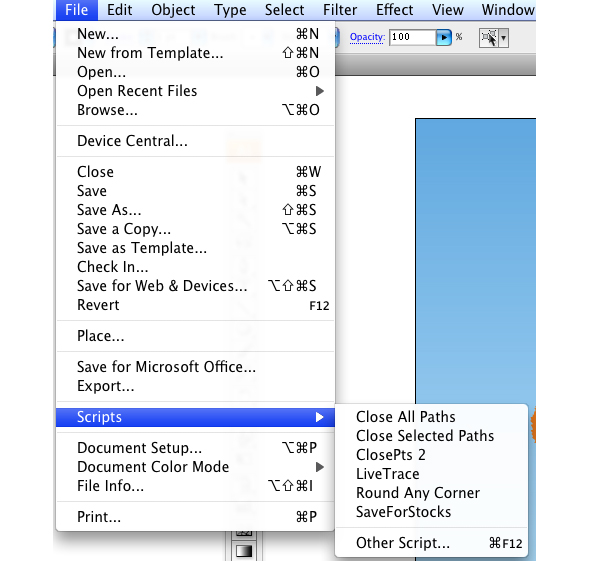 File Edit Object Type Select Filter Effect View Window
Opacity: 100 %
New... ⌘N
New from Template... ⇧⌘N
Open... ⌘O
Open Recent Files
Browse... ⌥⌘O
Device Central...
Close ⌘W
Save ⌘S
Save As... ⇧⌘S
Save a Copy... ⌥⌘S
Save as Template...
Check In...
Save for Web & Devices... ⌥⇧⌘S
Revert F12
Place...
Save for Microsoft Office...
Export...
Scripts
Close All Paths
Close Selected Paths
ClosePts 2
LiveTrace
Round Any Corner
SaveForStocks
Other Script... ⌘F12
Document Setup... ⌥⌘P
Document Color Mode
File Info... ⌥⇧⌘I
Print... ⌘P